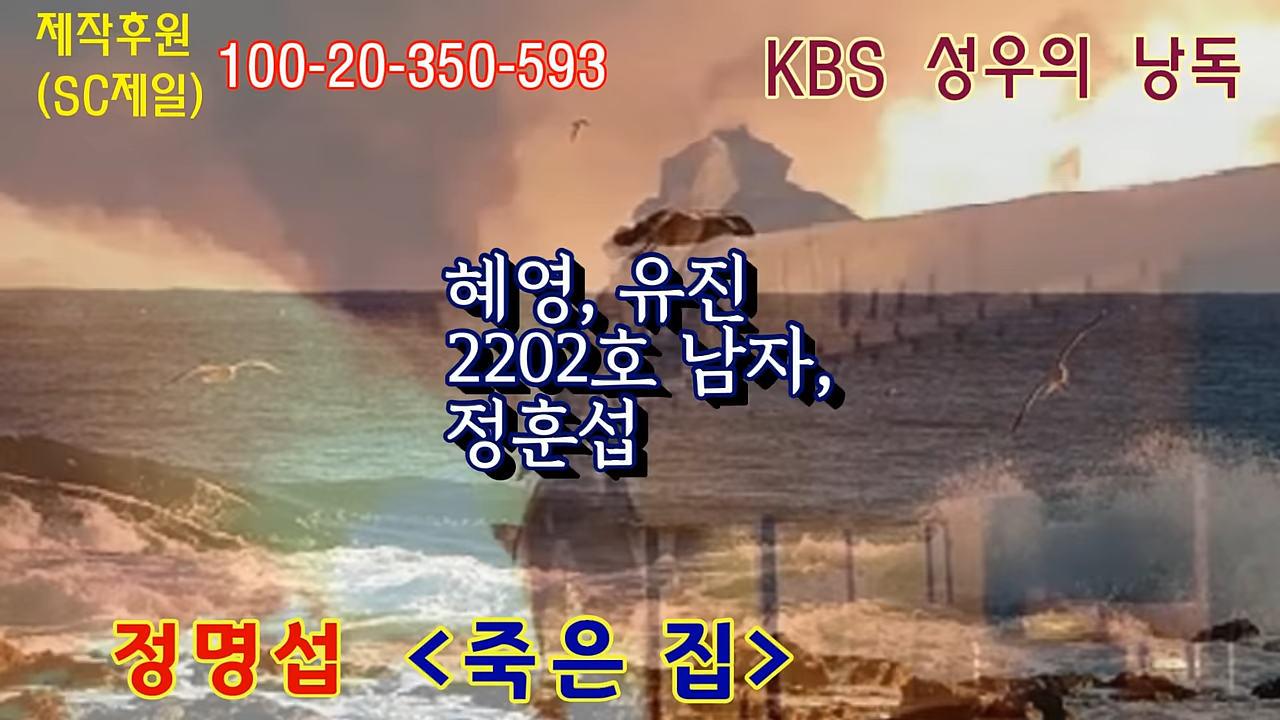 제작후원
(SC제일)
100-20-350-593
KBS 성우의 낭독
혜영, 유진
2202호 남자,
정훈섭
정명섭 <죽은 집>